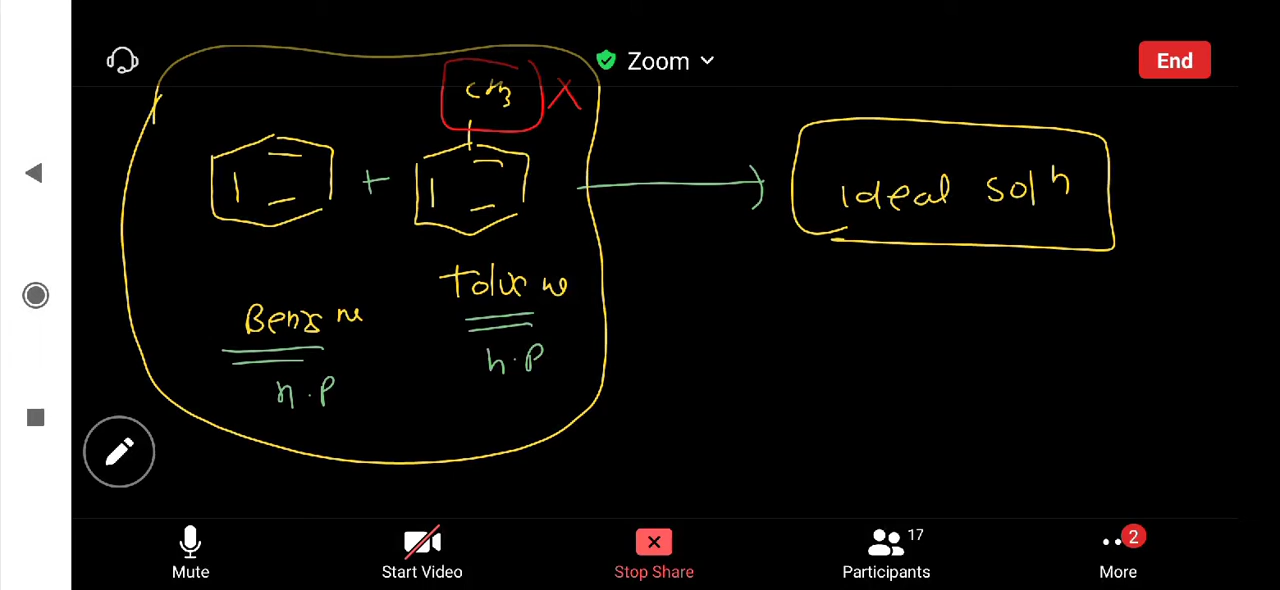 Zoom
End
CH3 X
+
ideal soln
Toluene
Benzene
n.p
n.p
Mute
Start Video
Stop Share
Participants 17
More 2